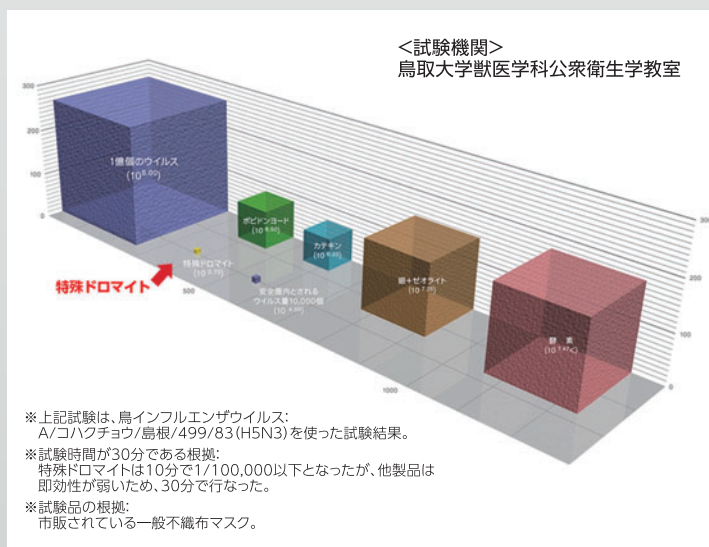 <試験機関>
鳥取大学獣医学科公衆衛生学教室
300
200
100
0
1億個のウイルス
(10⁸·⁰⁰)
ポピドンヨード
カテキン
銀+ゼオライト
酵 素
特殊ドロマイト
特殊ドロマイト
安全圏内とされる
ウイルス量10,000個
500
1000
300
200
100
0
※上記試験は、鳥インフルエンザウイルス:
A/コハクチョウ/島根/499/83(H5N3)を使った試験結果。
※試験時間が30分である根拠:
特殊ドロマイトは10分で1/100,000以下となったが、他製品は
即効性が弱いため、30分で行なった。
※試験品の根拠:
市販されている一般不織布マスク。